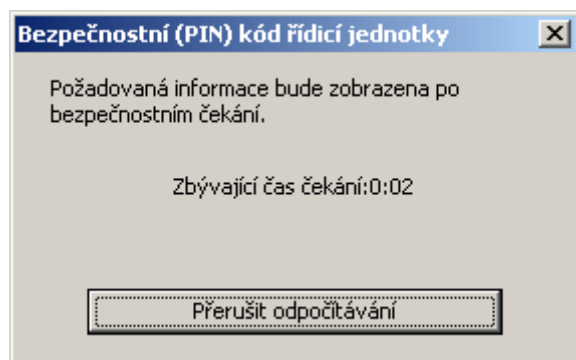 Bezpečnostní (PIN) kód řídicí jednotky
Požadovaná informace bude zobrazena po
bezpečnostním čekání.
Zbývající čas čekání:0:02
Přerušit odpočítávání